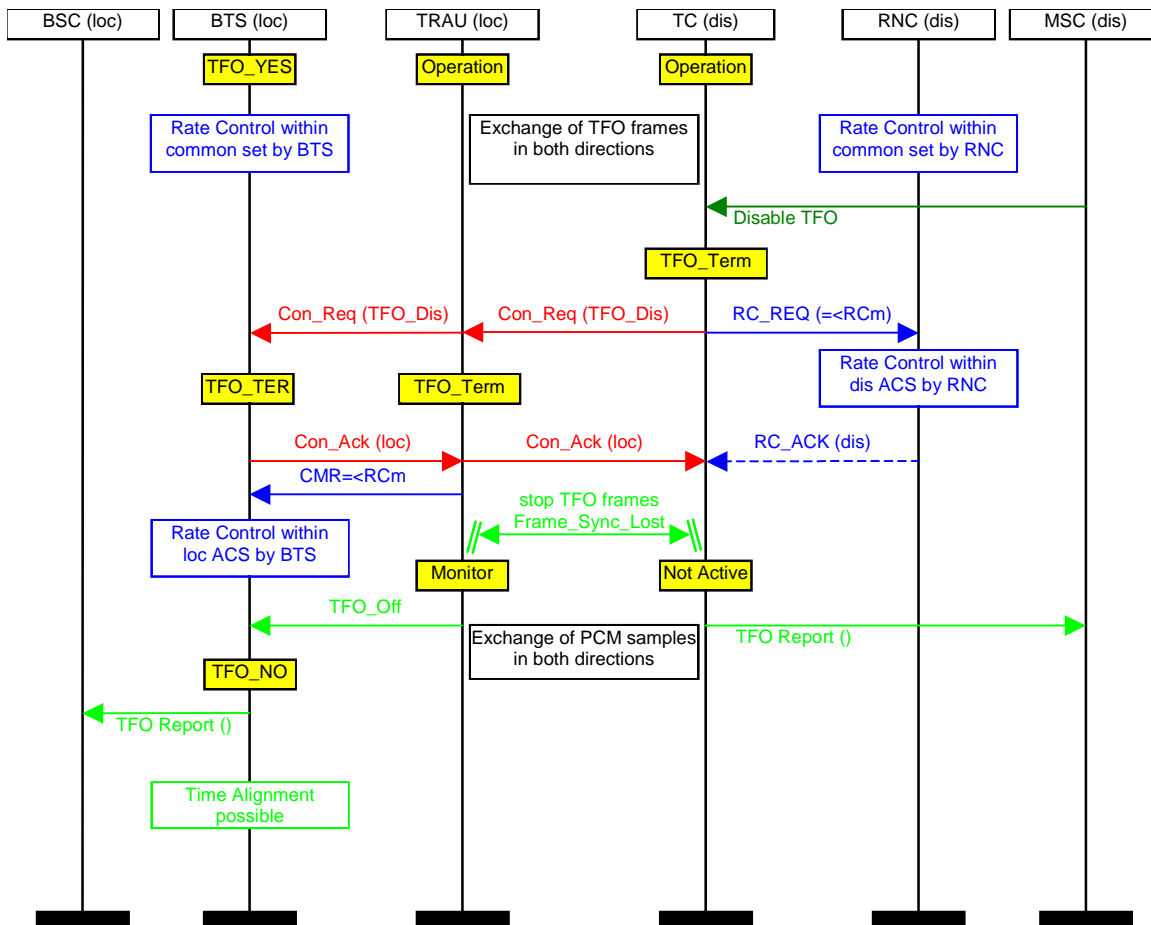 BSC (loc)
BTS (loc)
TRAU (loc)
TC (dis)
RNC (dis)
MSC (dis)
TFO_YES
Operation
Operation
Rate Control within
common set by BTS
Exchange of TFO frames
in both directions
Rate Control within
common set by RNC
Disable TFO
TFO_Term
Con_Req (TFO_Dis)
Con_Req (TFO_Dis)
RC_REQ (=<RCm)
TFO_TER
TFO_Term
Rate Control within
dis ACS by RNC
Con_Ack (loc)
Con_Ack (loc)
RC_ACK (dis)
CMR=<RCm
stop TFO frames
Frame_Sync_Lost
Rate Control within
loc ACS by BTS
Monitor
Not Active
TFO_Off
Exchange of PCM samples
in both directions
TFO Report ()
TFO_NO
TFO Report ()
Time Alignment
possible